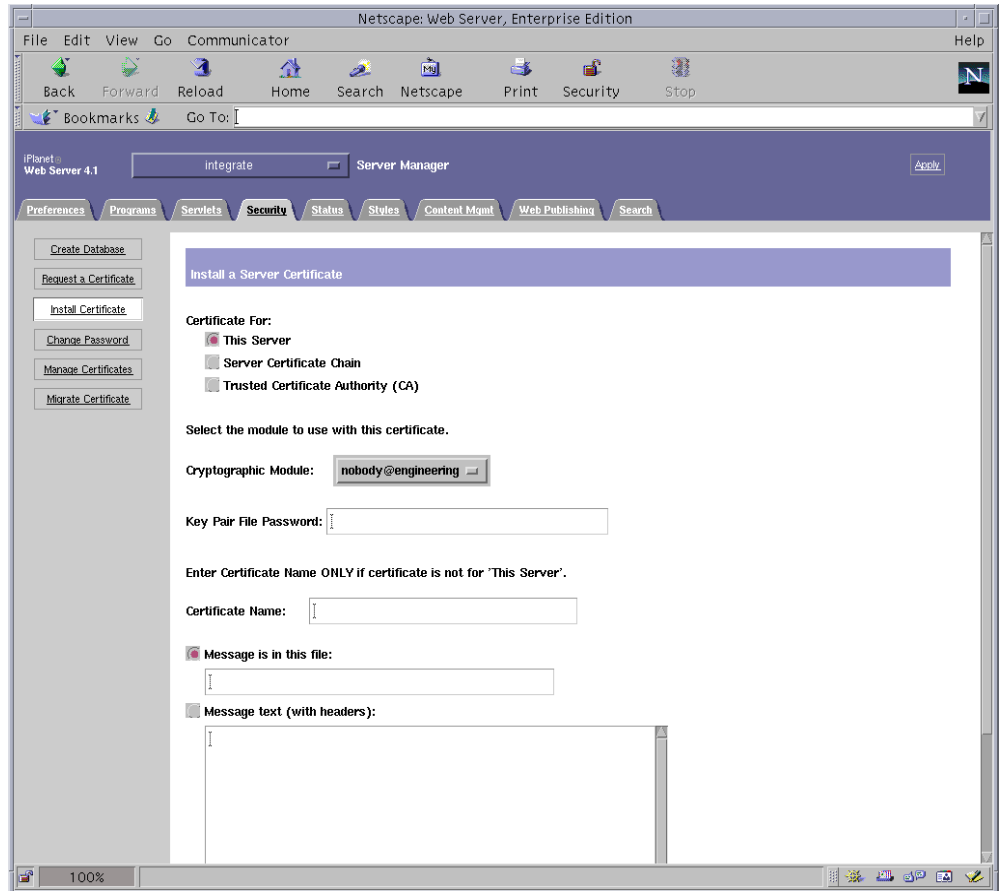 Netscape: Web Server, Enterprise Edition
File Edit View Go Communicator Help
Back Forward Reload Home Search Netscape Print Security Stop
My
N
Bookmarks Go To:
iPlanet
Web Server 4.1
integrate
Server Manager
Apply
Preferences Programs Servlets Security Status Styles Content Mgmt Web Publishing Search
Create Database
Request a Certificate
Install Certificate
Change Password
Manage Certificates
Migrate Certificate
Install a Server Certificate
Certificate For:
This Server
Server Certificate Chain
Trusted Certificate Authority (CA)
Select the module to use with this certificate.
Cryptographic Module: nobody@engineering
Key Pair File Password:
Enter Certificate Name ONLY if certificate is not for 'This Server'.
Certificate Name:
Message is in this file:
Message text (with headers):
100%